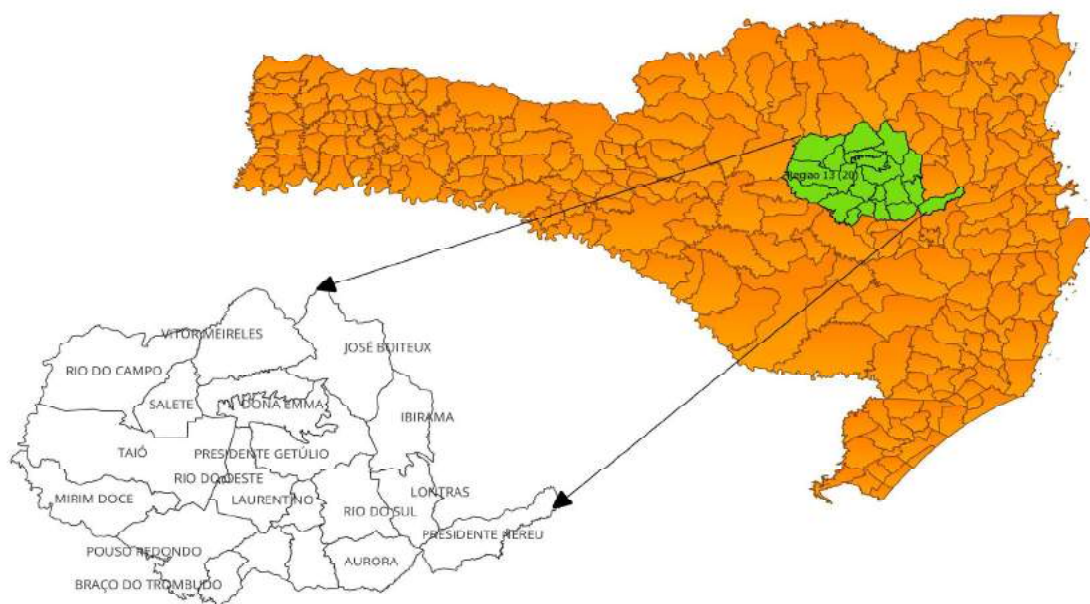 Regiao 13 (20)
VITOR MEIRELES
JOSÉ BOITEUX
RIO DO CAMPO
SALETE
DONA EMMA
IBIRAMA
TAIÓ
PRESIDENTE GETÚLIO
RIO DO OESTE
MIRIM DOCE
LAURENTINO
LONTRAS
RIO DO SUL
PRESIDENTE NEREU
POUSO REDONDO
AURORA
BRAÇO DO TROMBUDO